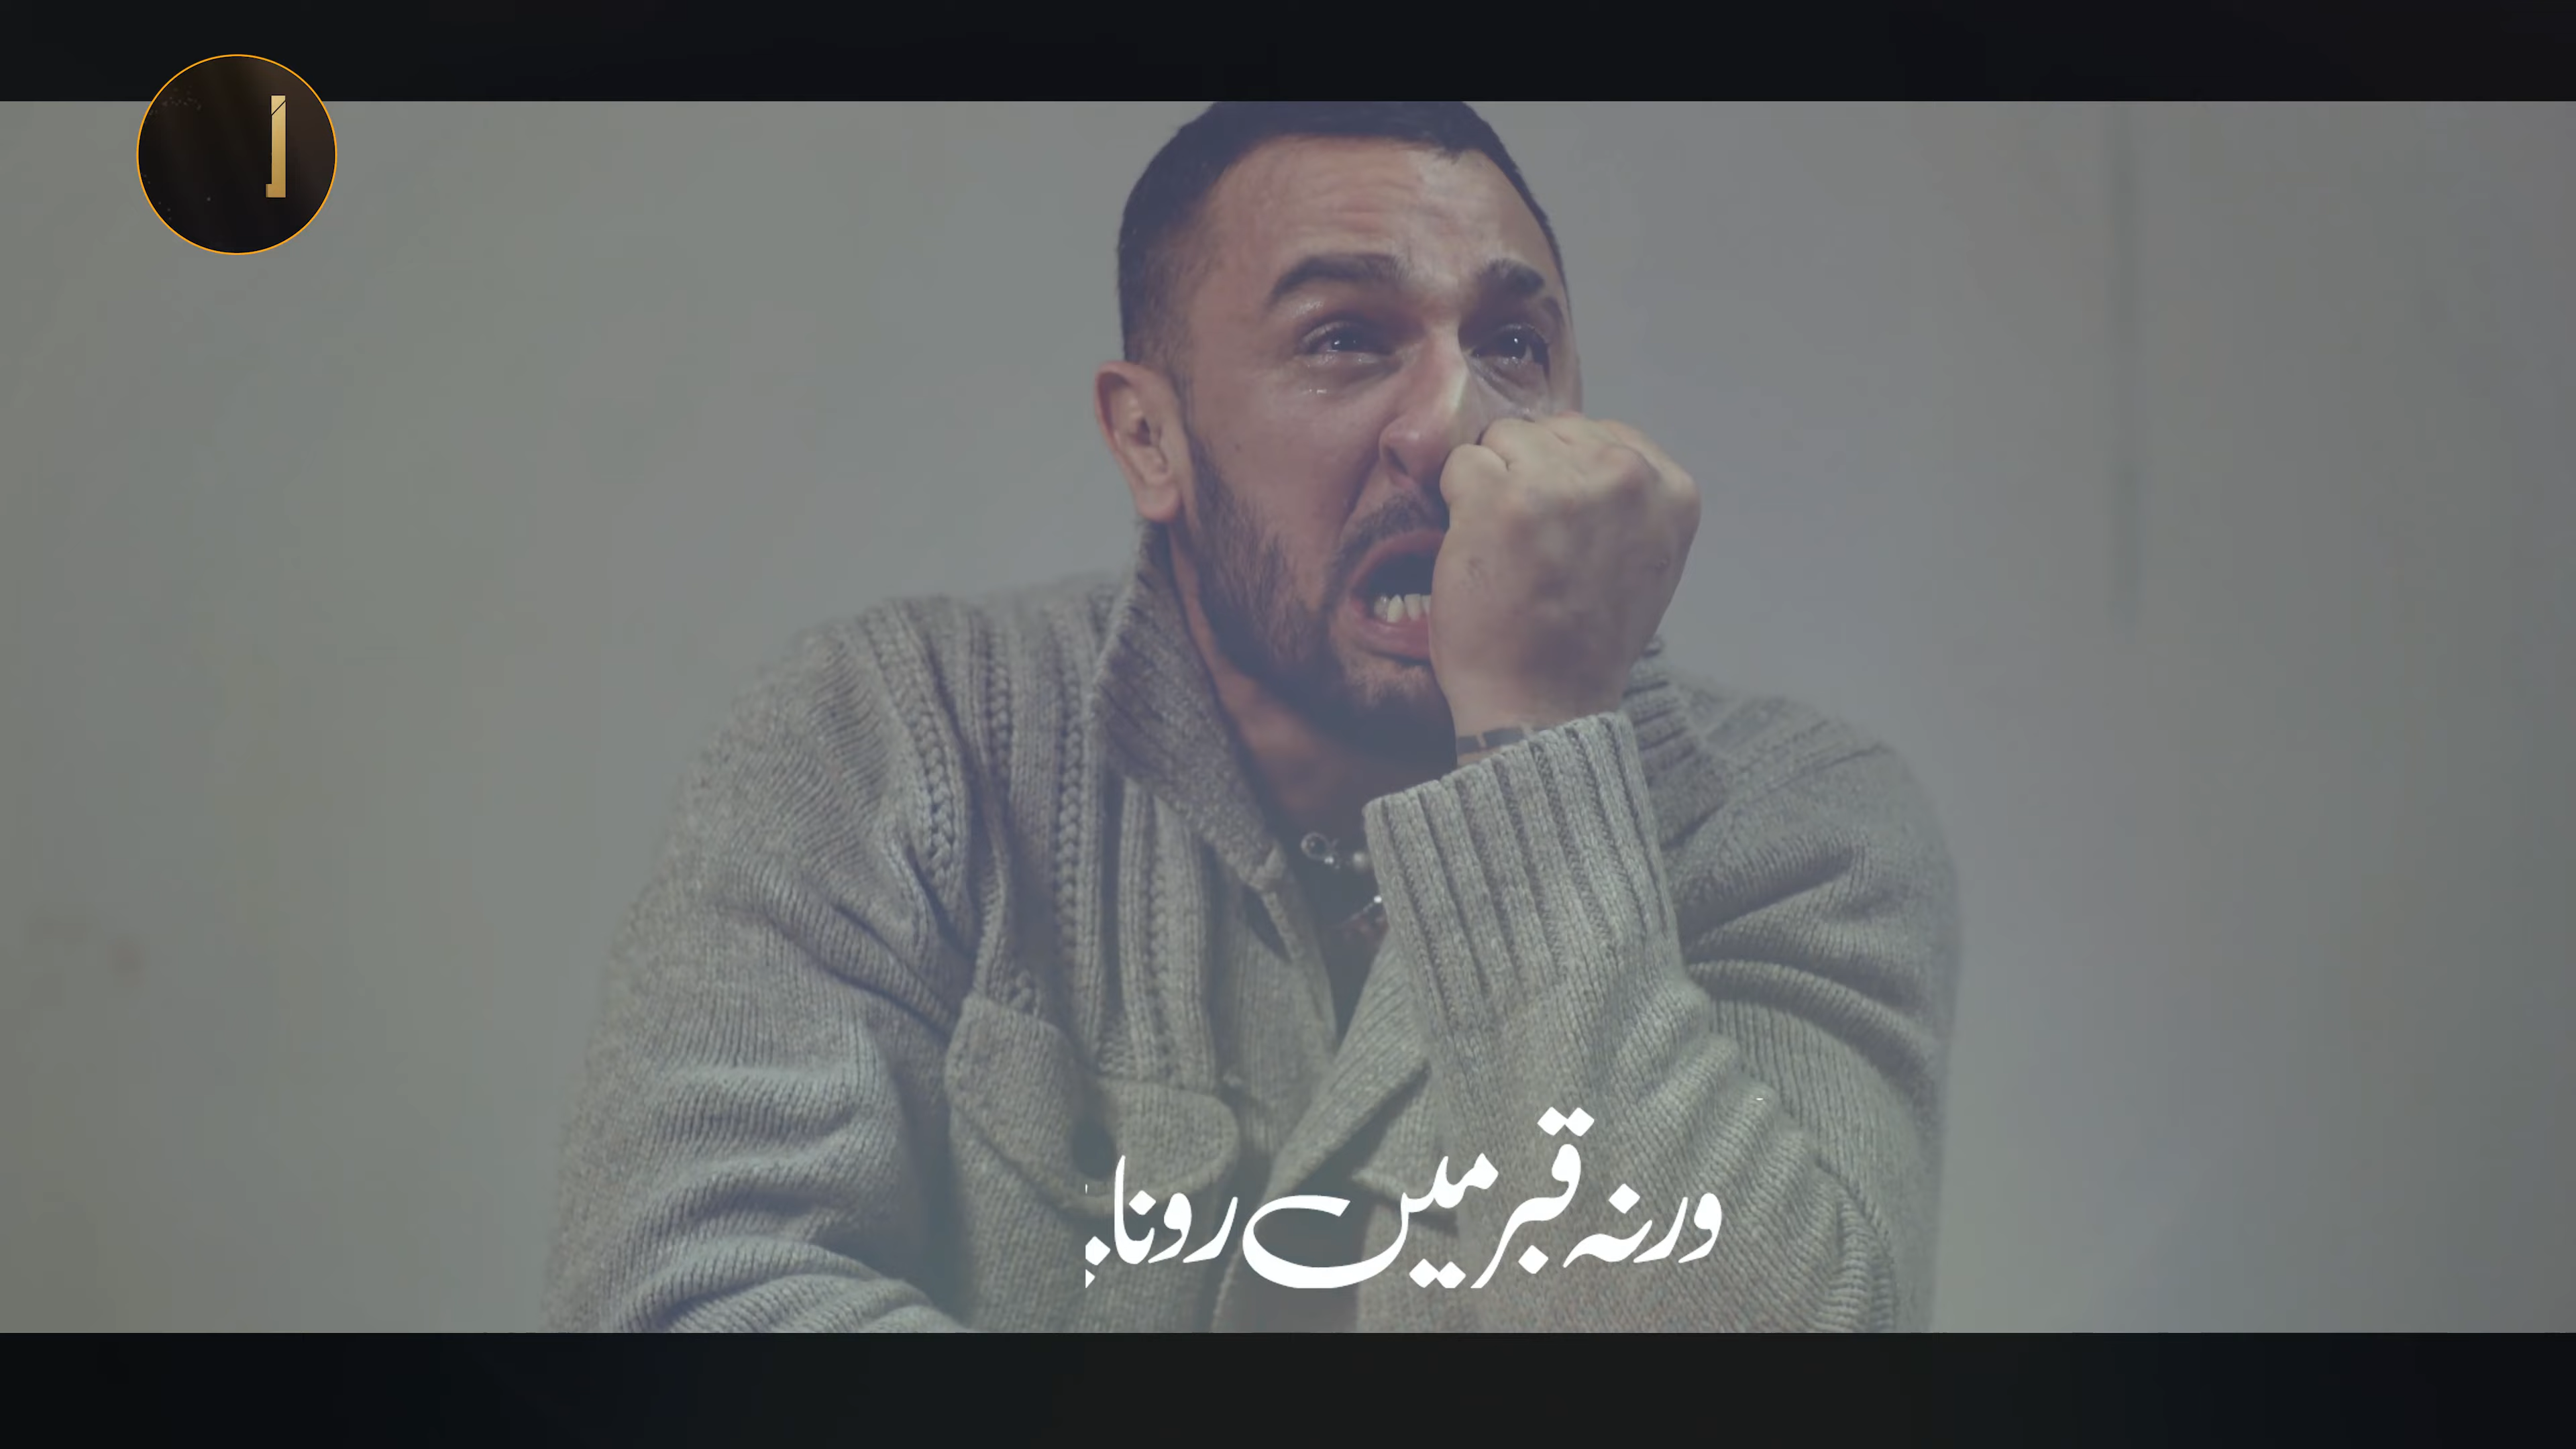 ورنہ قبر میں رونا